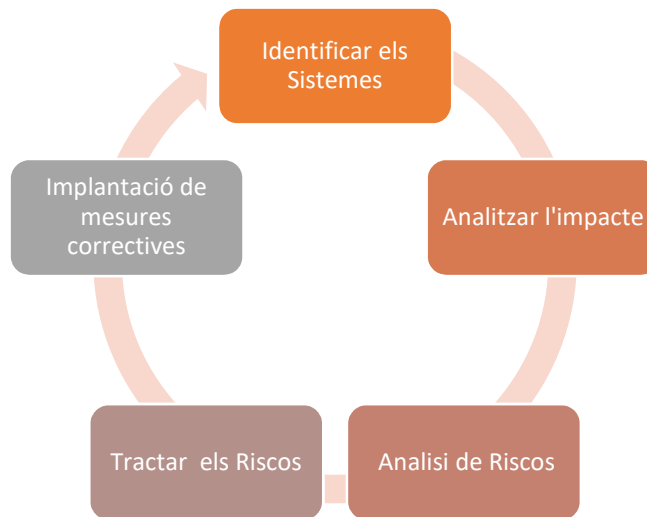 Identificar els
Sistemes
Analitzar l'impacte
Analisi de Riscos
Tractar  els Riscos
Implantació de
mesures
correctives